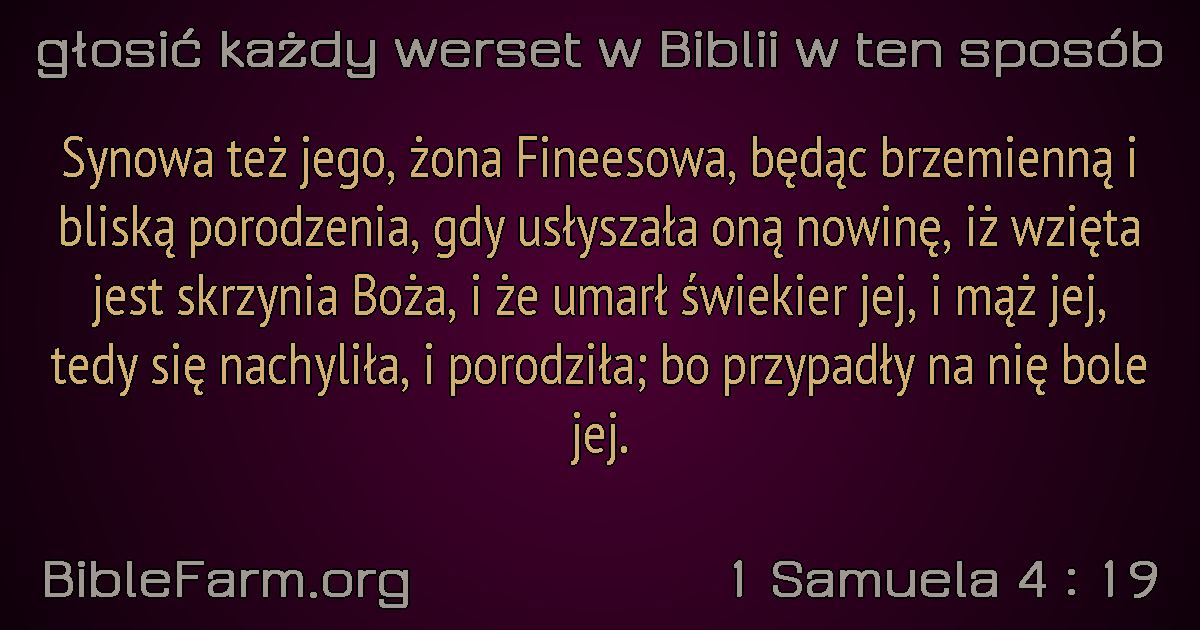 głosić każdy werset w Biblii w ten sposób
Synowa też jego, żona Fineesowa, będąc brzemienną i
bliską porodzenia, gdy usłyszała oną nowinę, iż wzięta
jest skrzynia Boża, i że umarł świekier jej, i mąż jej,
tedy się nachyliła, i porodziła; bo przypadły na nię bole
jej.
BibleFarm.org
1 Samuela 4 : 19